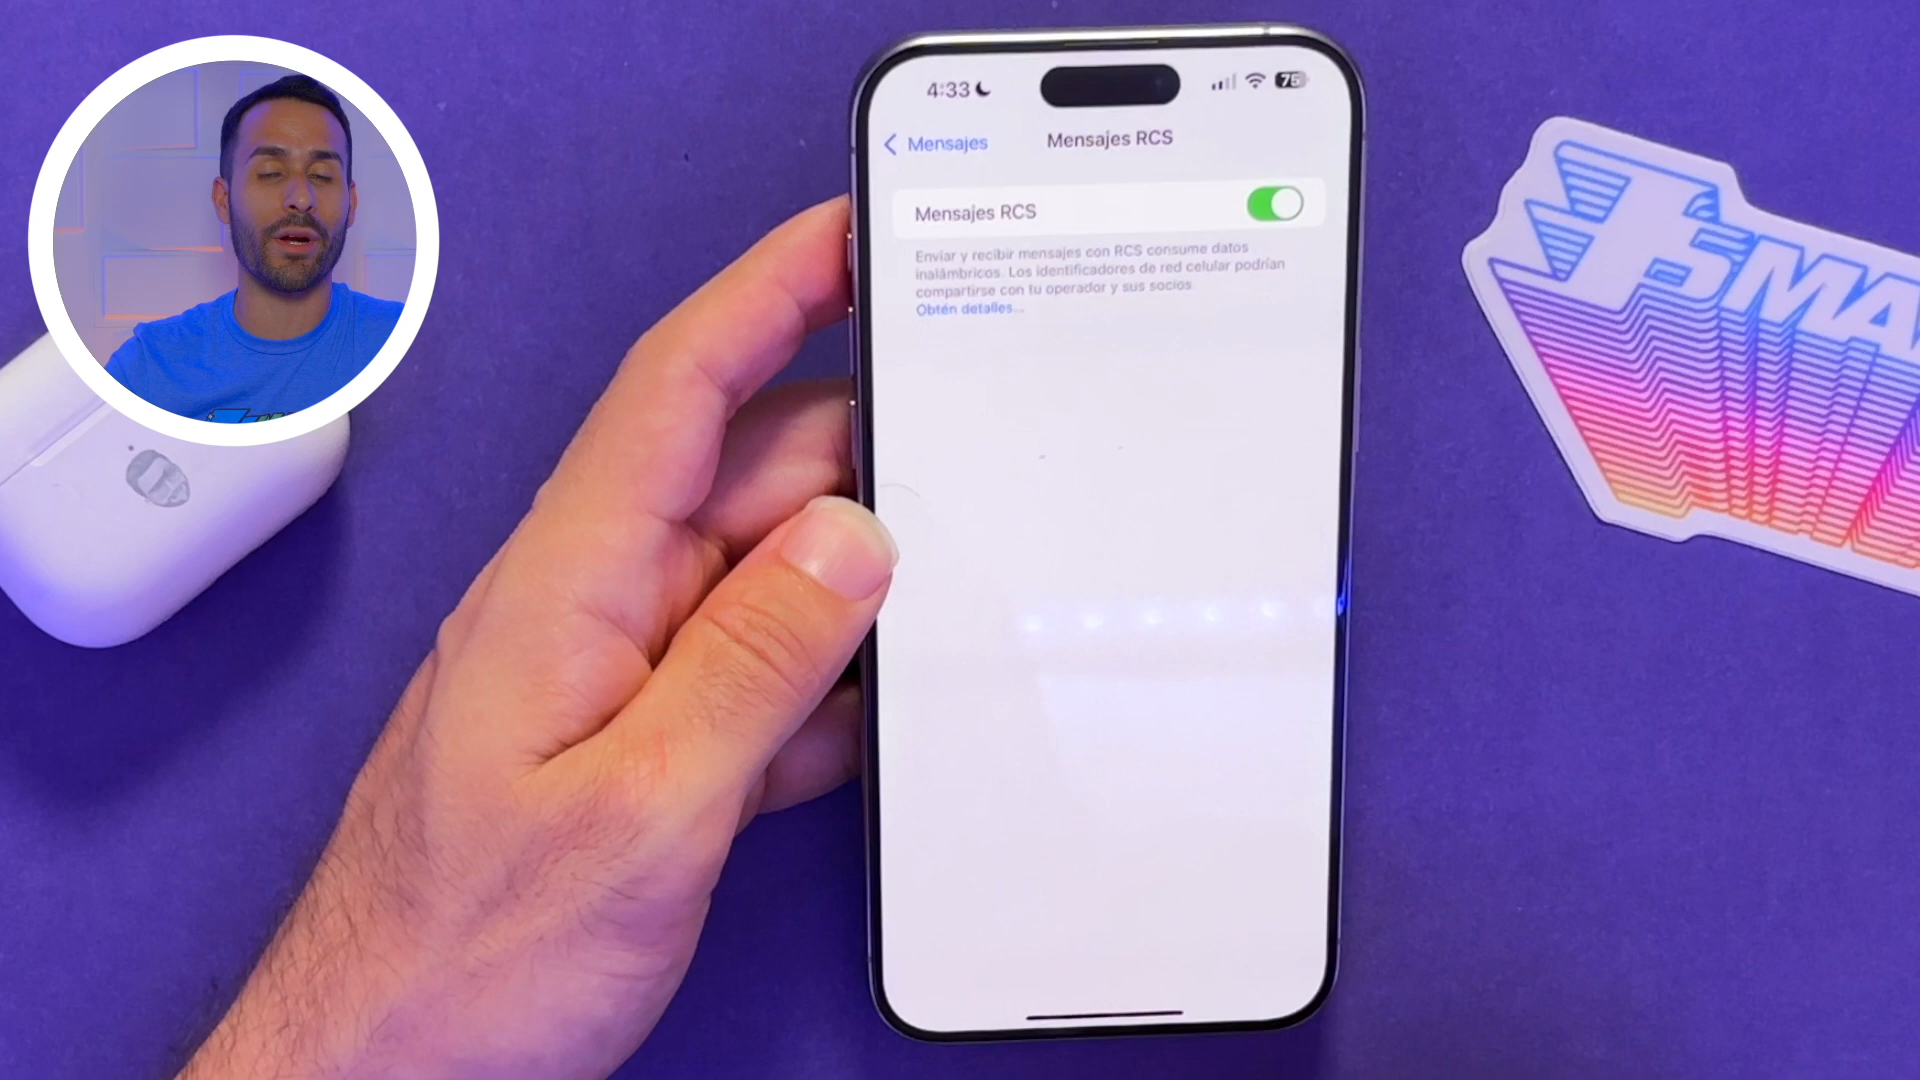 4:33
75
Mensajes
Mensajes RCS
Mensajes RCS
Enviar y recibir mensajes con RCS consume datos
inalámbricos. Los identificadores de red celular podrían
compartirse con tu operador y sus socios
Obtén detalles...